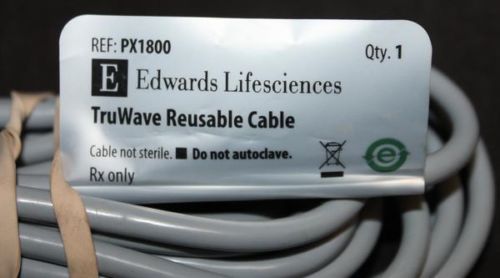 REF: PX1800 Qty. 1
E Edwards Lifesciences
TruWave Reusable Cable
Cable not sterile. ■ Do not autoclave.
Rx only
e